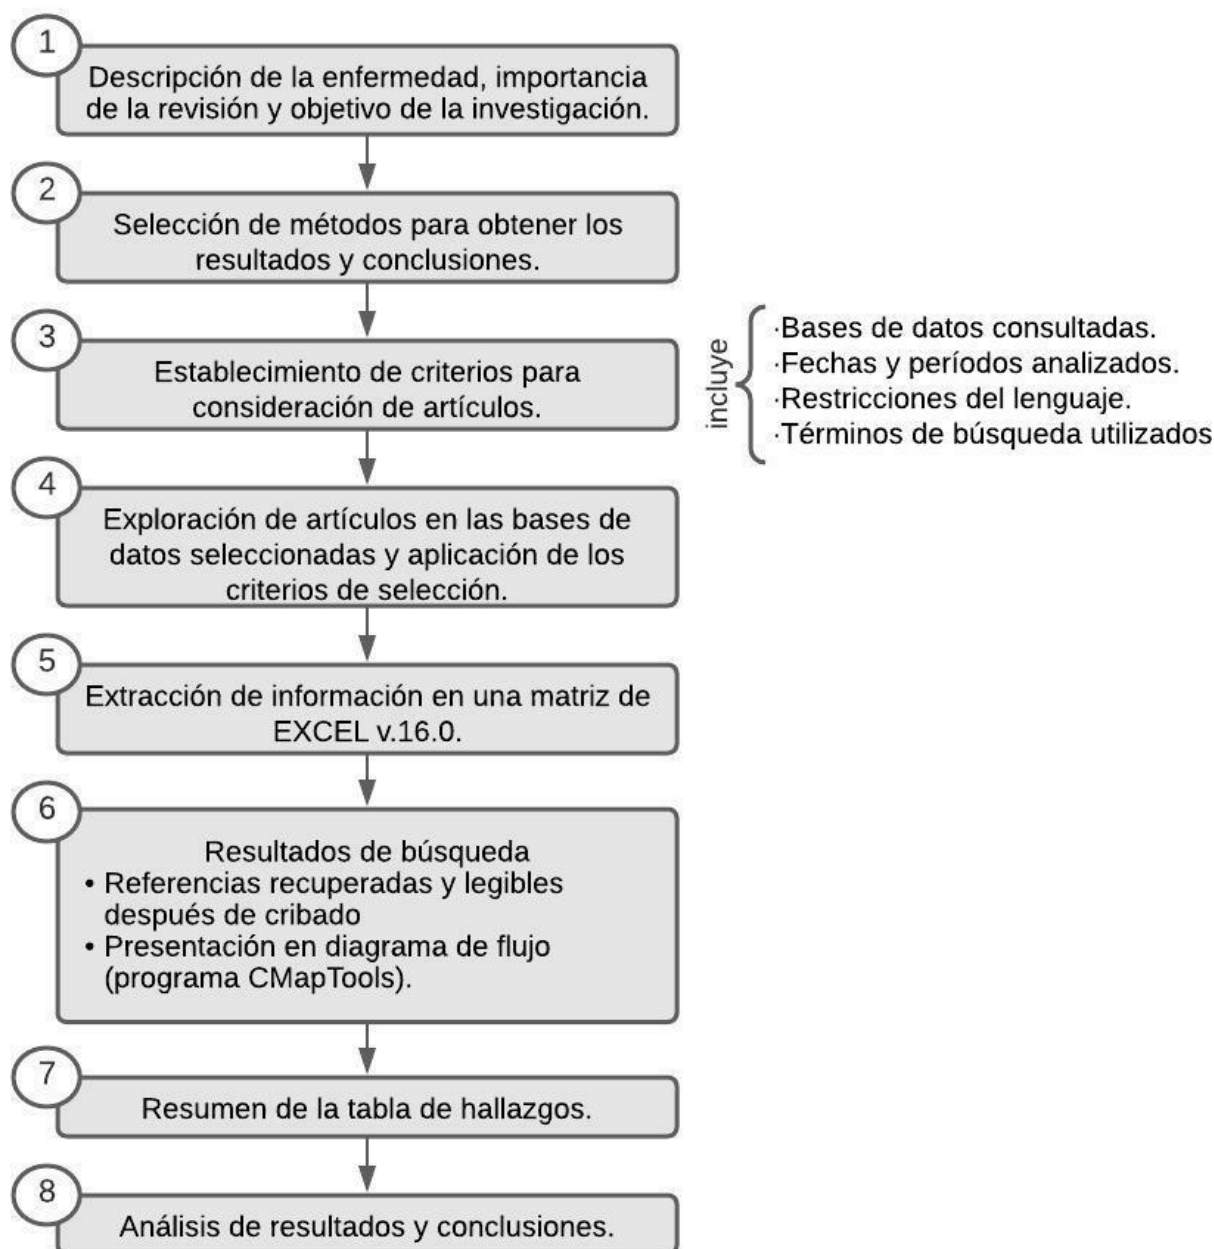 1
Descripción de la enfermedad, importancia
de la revisión y objetivo de la investigación.
2
Selección de métodos para obtener los
resultados y conclusiones.
3
Establecimiento de criterios para
consideración de artículos.
incluye
·Bases de datos consultadas.
·Fechas y períodos analizados.
·Restricciones del lenguaje.
·Términos de búsqueda utilizados
4
Exploración de artículos en las bases de
datos seleccionadas y aplicación de los
criterios de selección.
5
Extracción de información en una matriz de
EXCEL v.16.0.
6
Resultados de búsqueda
• Referencias recuperadas y legibles
después de cribado
• Presentación en diagrama de flujo
(programa CMapTools).
7
Resumen de la tabla de hallazgos.
8
Análisis de resultados y conclusiones.